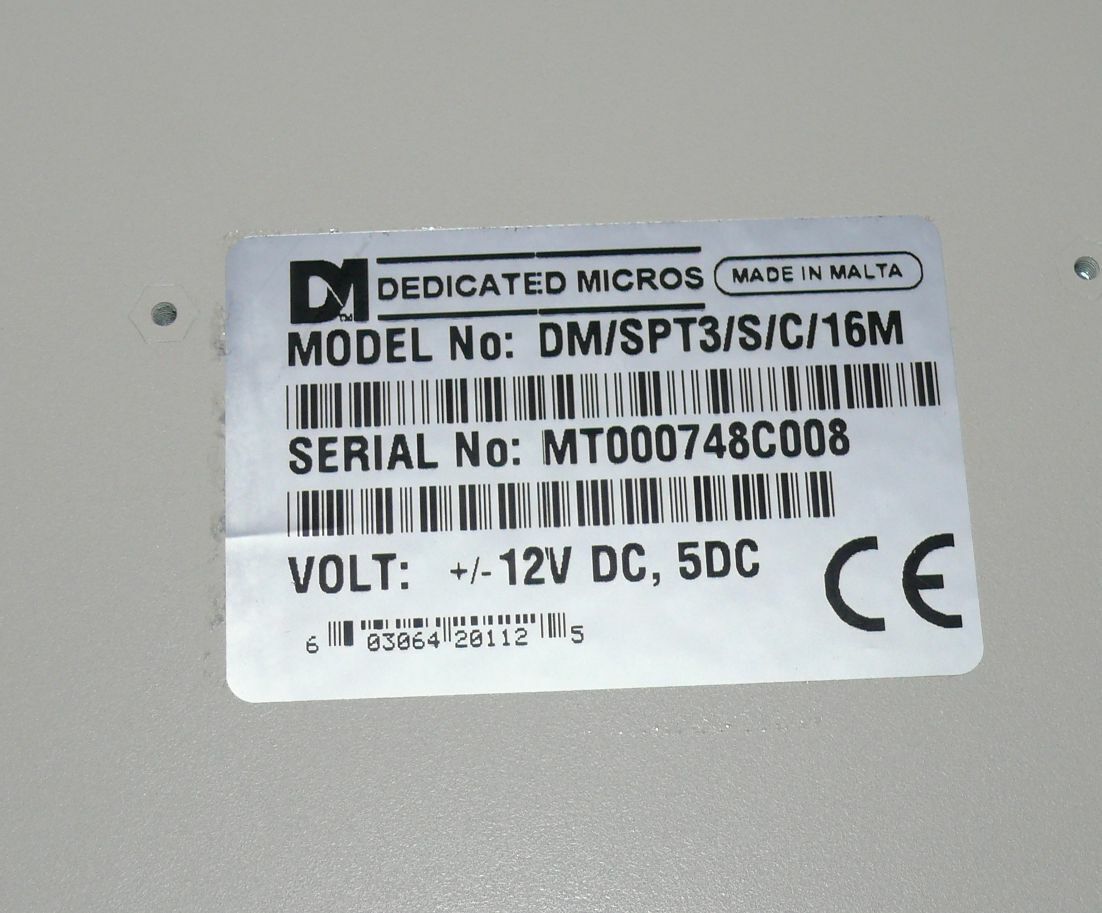 DM TM DEDICATED MICROS MADE IN MALTA
MODEL No: DM/SPT3/S/C/16M
SERIAL No: MT000748C008
VOLT: +/- 12V DC, 5DC CE
6 03064 20112 5